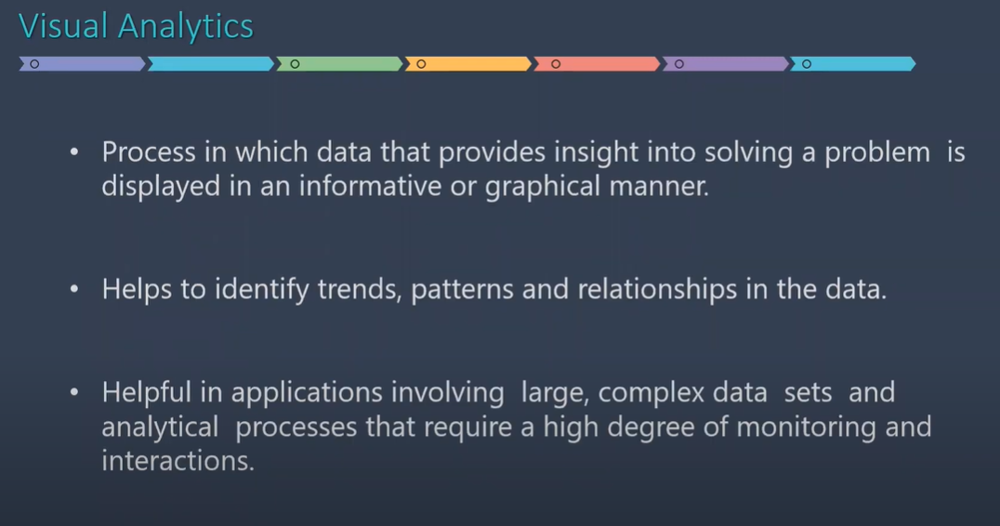 Visual Analytics
• Process in which data that provides insight into solving a problem is
displayed in an informative or graphical manner.
• Helps to identify trends, patterns and relationships in the data.
• Helpful in applications involving large, complex data sets and
analytical processes that require a high degree of monitoring and
interactions.